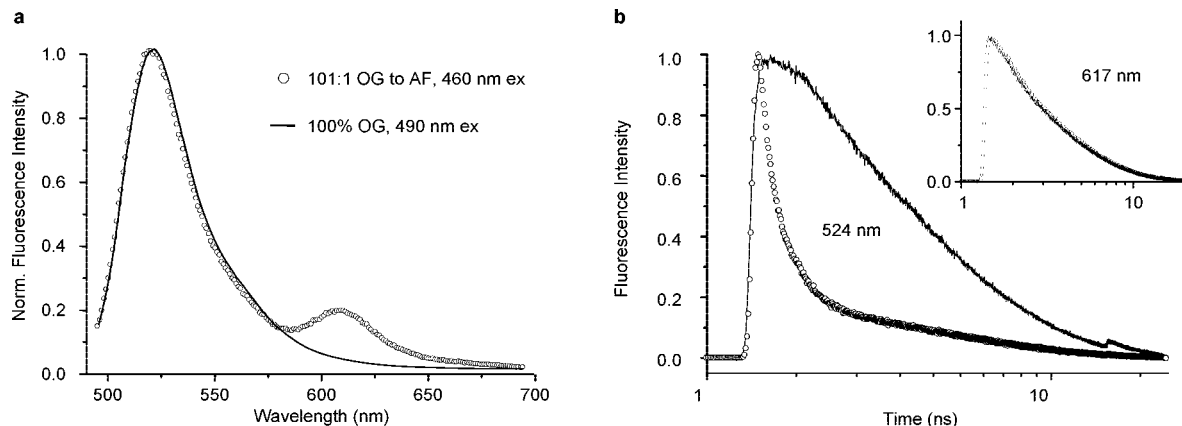 a
Norm. Fluorescence Intensity
1.0
0.8
0.6
0.4
0.2
0.0
101:1 OG to AF, 460 nm ex
100% OG, 490 nm ex
500 550 600 650 700
Wavelength (nm)
b
Fluorescence Intensity
1.0
0.8
0.6
0.4
0.2
0.0
524 nm
1 10
Time (ns)
1.0
0.5
0.0
617 nm
1 10